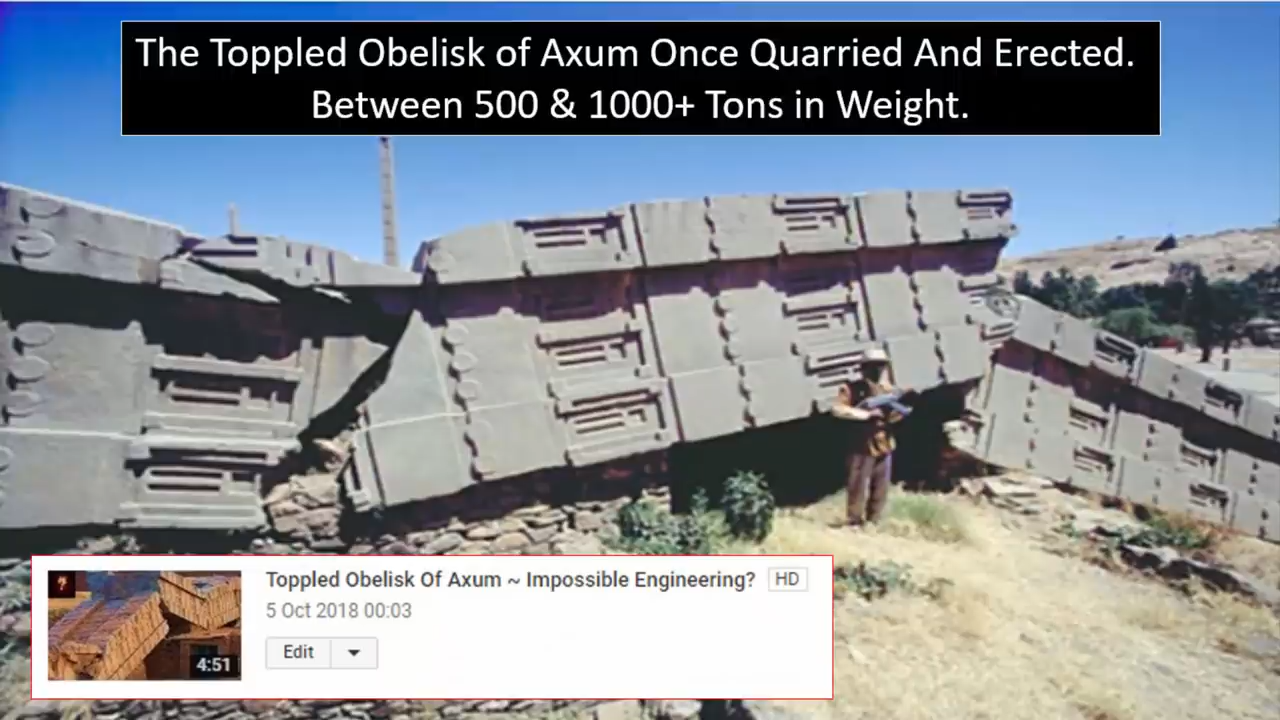 The Toppled Obelisk of Axum Once Quarried And Erected.
Between 500 & 1000+ Tons in Weight.
Toppled Obelisk Of Axum ~ Impossible Engineering?
HD
5 Oct 2018 00:03
Edit
?
4:51